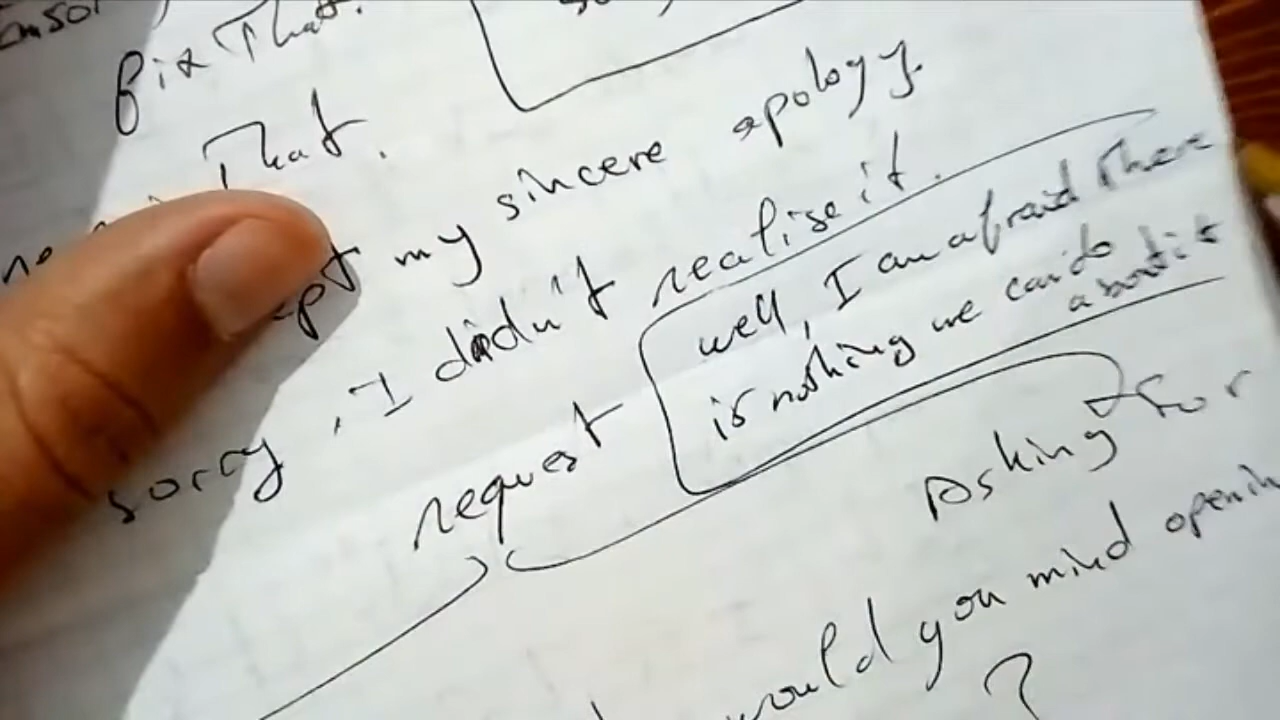 fix That.
That.
my sincere apology.
sorry, I didn't realise it.
well, I am afraid There
is nothing we can do
about it
request
Asking For
would you mind
?